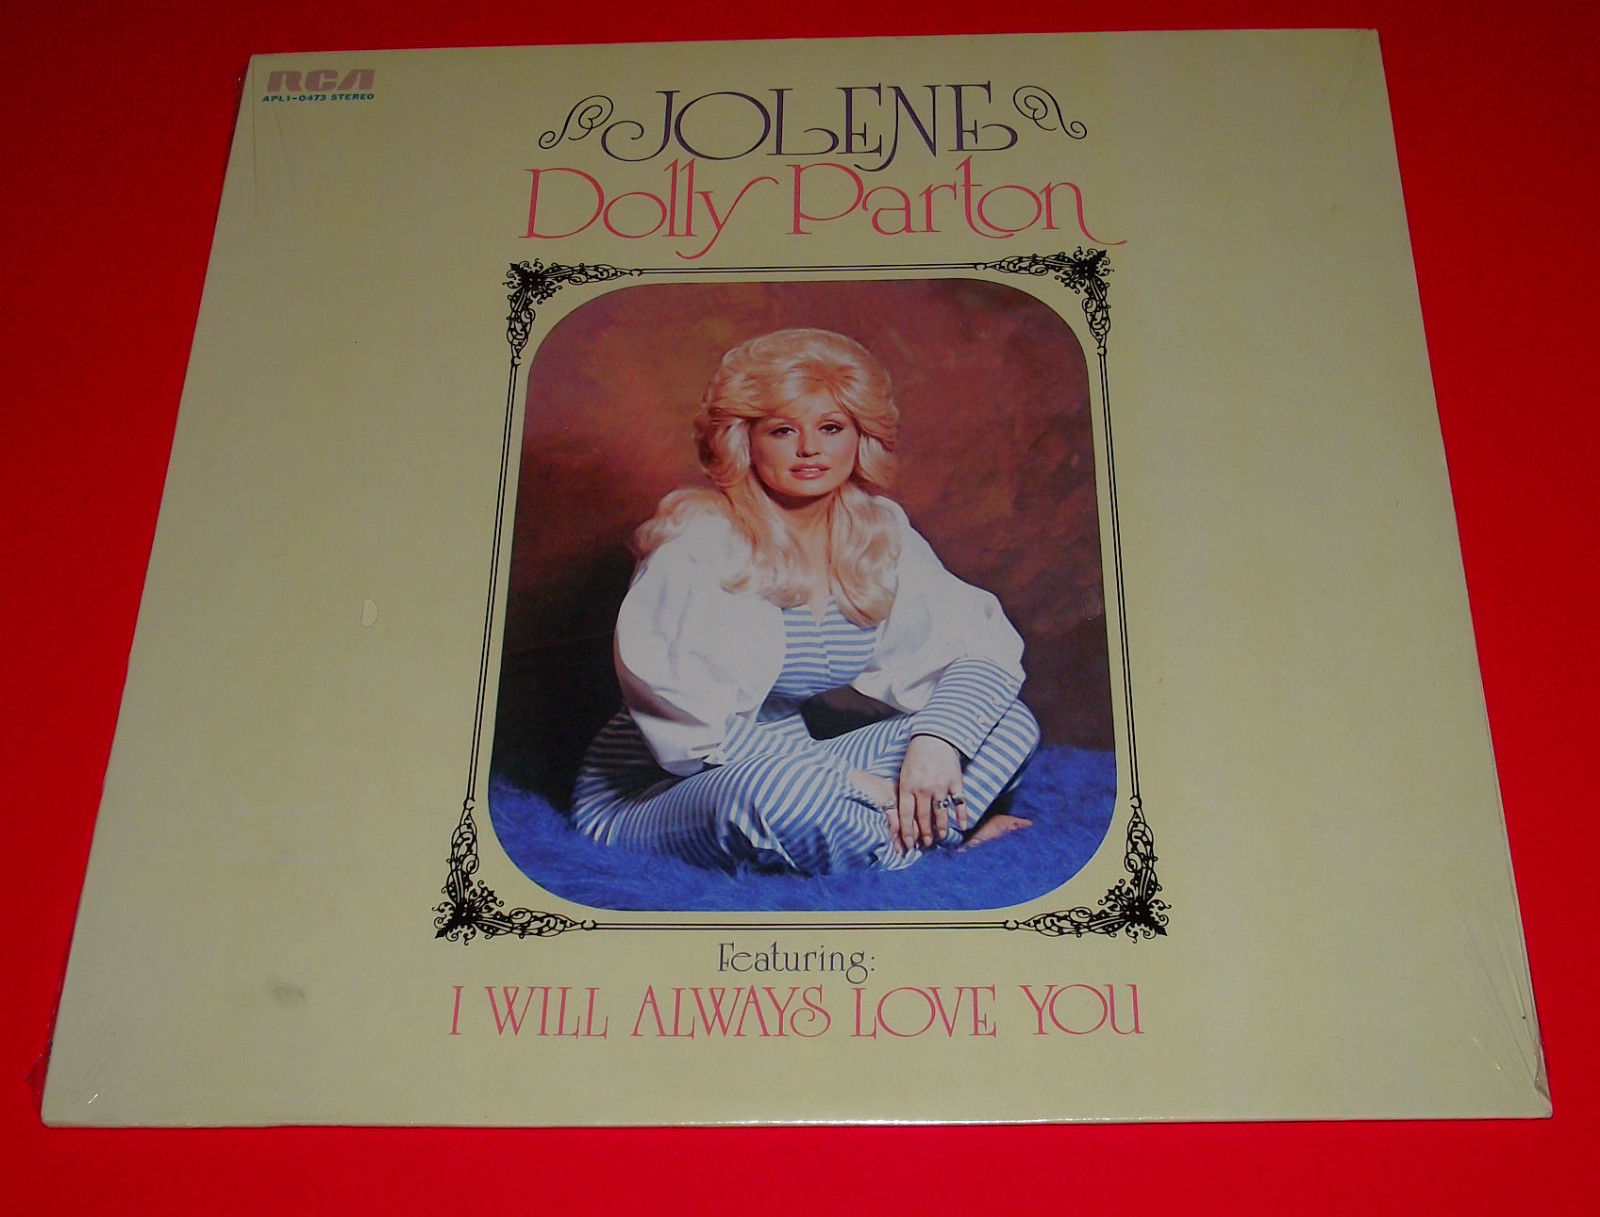 RCA
APL1-0473 STEREO
JOLENE
Dolly Parton
Featuring:
I WILL ALWAYS LOVE YOU